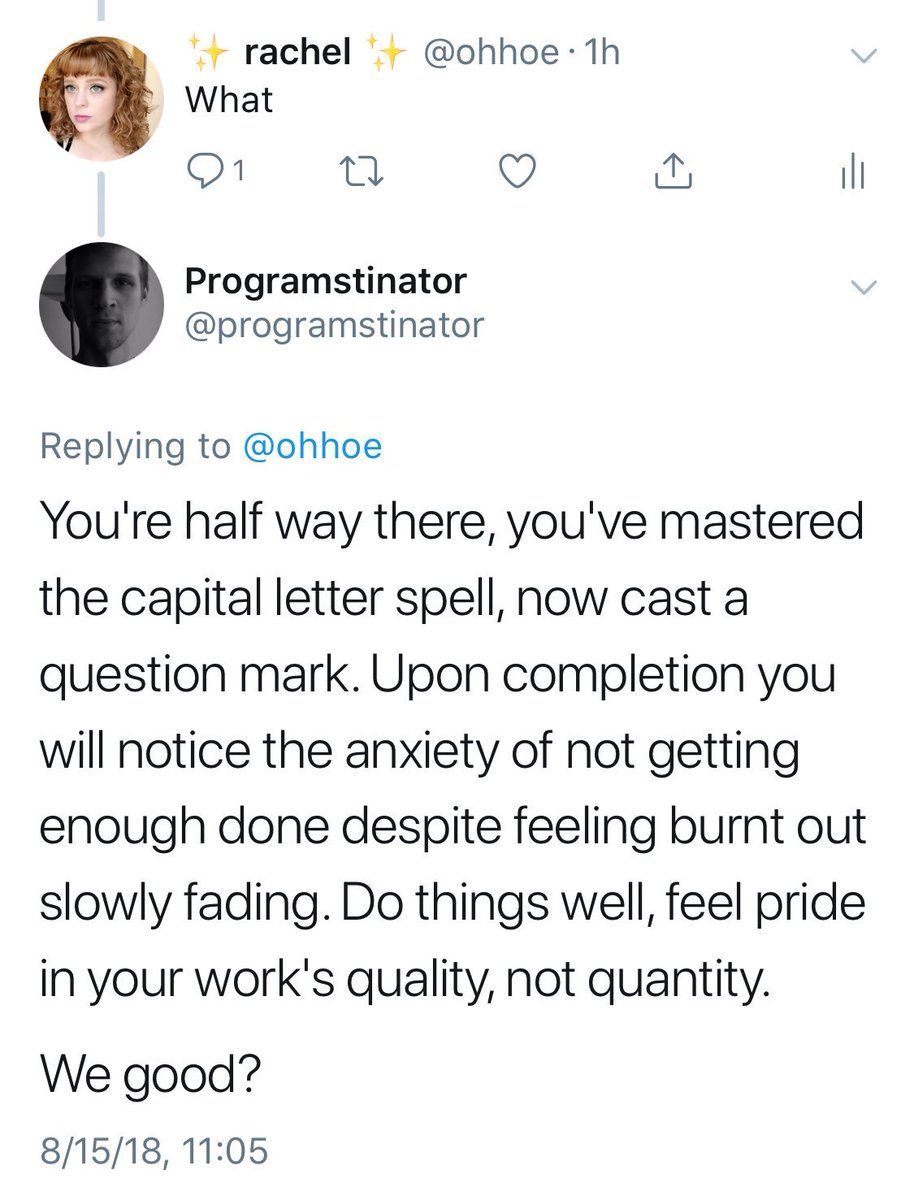 ✨ rachel ✨ @ohhoe · 1h
What
1
Programstinator
@programstinator
Replying to @ohhoe
You're half way there, you've mastered
the capital letter spell, now cast a
question mark. Upon completion you
will notice the anxiety of not getting
enough done despite feeling burnt out
slowly fading. Do things well, feel pride
in your work's quality, not quantity.
We good?
8/15/18, 11:05